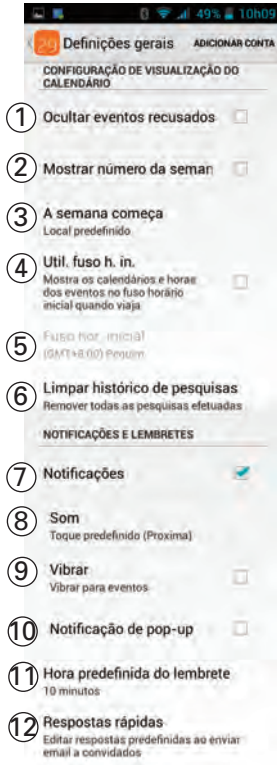 49% 10h09
29 Definições gerais ADICIONAR CONTA
CONFIGURAÇÃO DE VISUALIZAÇÃO DO
CALENDÁRIO
1 Ocultar eventos recusados
2 Mostrar número da seman
3 A semana começa
Local predefinido
4 Util. fuso h. in.
Mostra os calendários e horas
dos eventos no fuso horário
inicial quando viaja
5 Fuso hor. inicial
(GMT+8:00) Pequim
6 Limpar histórico de pesquisas
Remover todas as pesquisas efetuadas
NOTIFICAÇÕES E LEMBRETES
7 Notificações
8 Som
Toque predefinido (Proxima)
9 Vibrar
Vibrar para eventos
10 Notificação de pop-up
11 Hora predefinida do lembrete
10 minutos
12 Respostas rápidas
Editar respostas predefinidas ao enviar
email a convidados